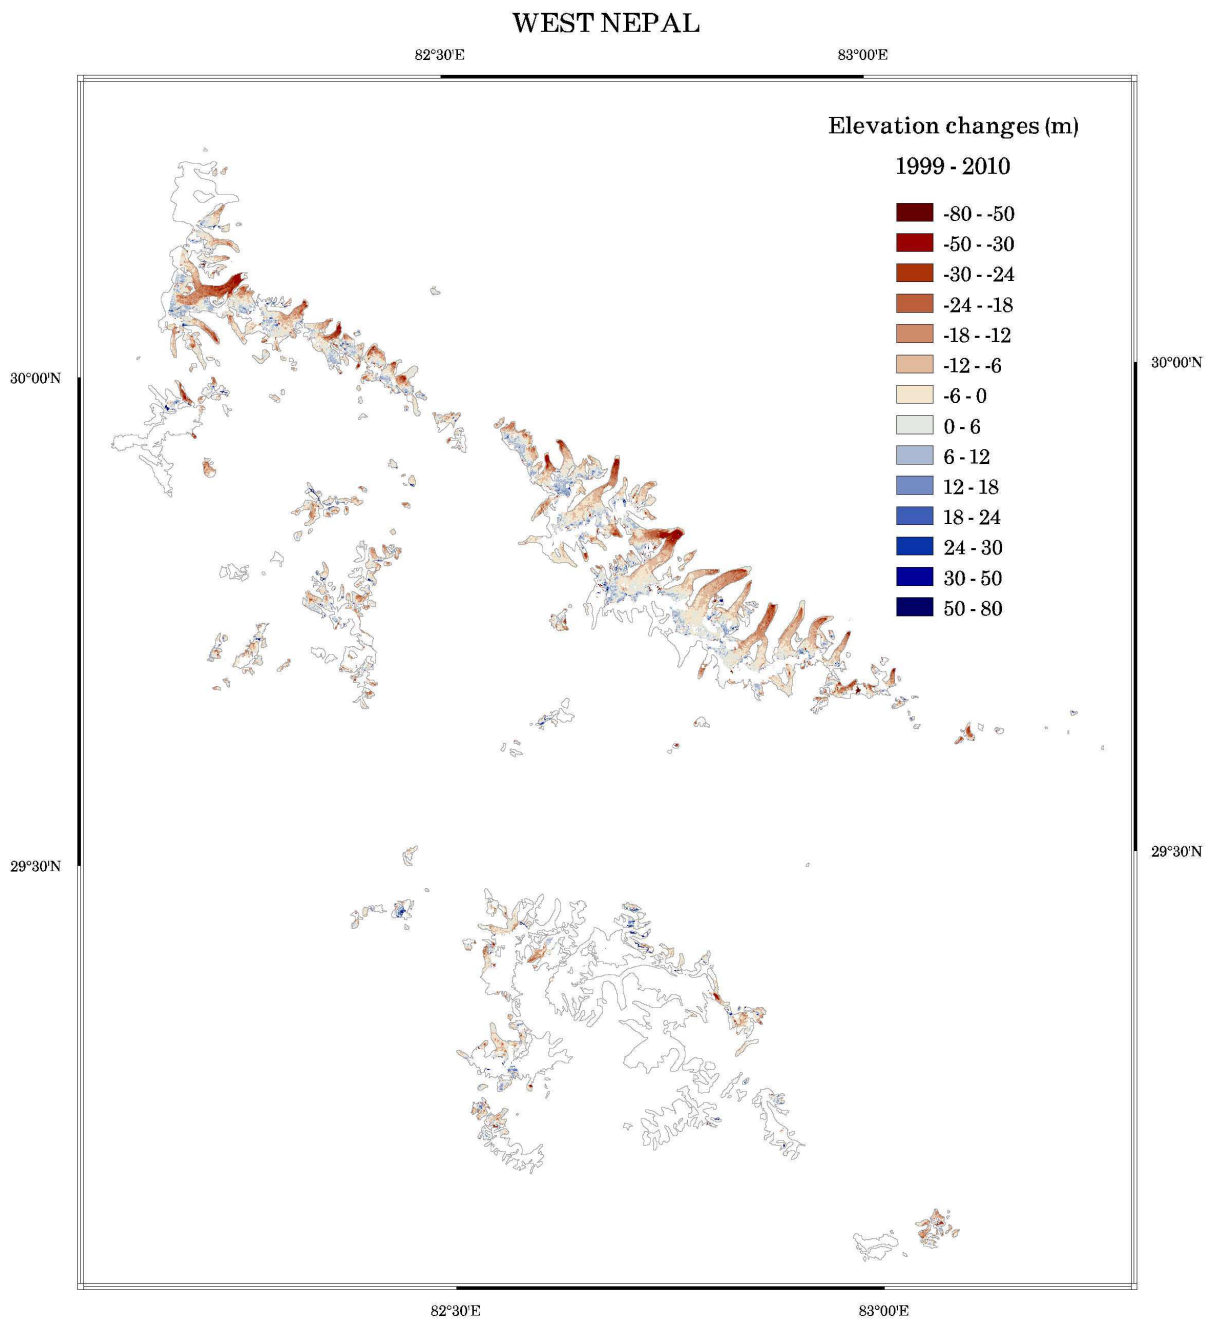 WEST NEPAL
82°30'E 83°00'E
Elevation changes (m)
1999 - 2010
-80 - -50
-50 - -30
-30 - -24
-24 - -18
-18 - -12
-12 - -6
-6 - 0
0 - 6
6 - 12
12 - 18
18 - 24
24 - 30
30 - 50
50 - 80
30°00'N 30°00'N
29°30'N 29°30'N
82°30'E 83°00'E